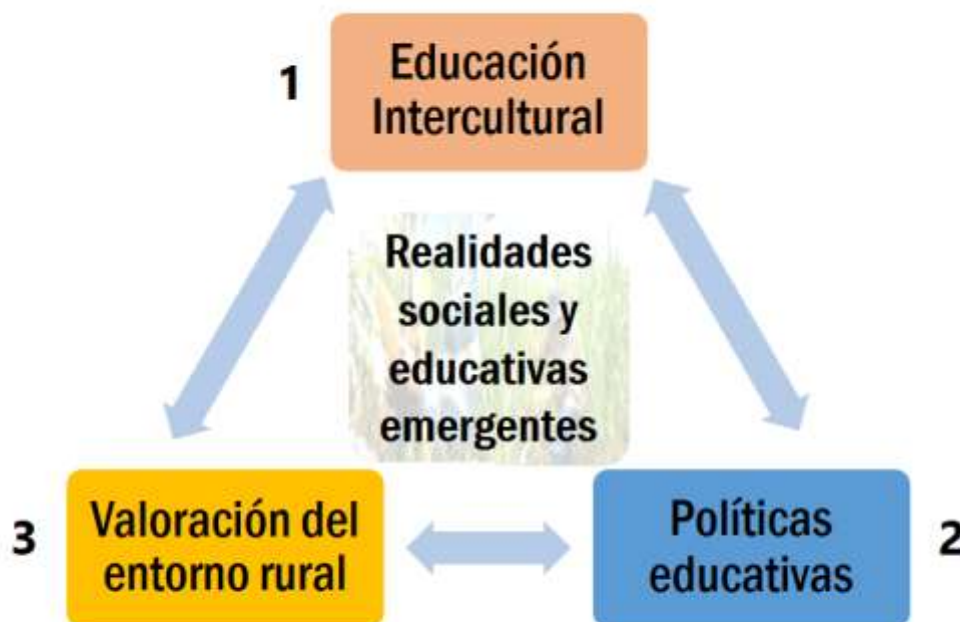 1
Educación
Intercultural
Realidades
sociales y
educativas
emergentes
3
Valoración del
entorno rural
Políticas
educativas
2